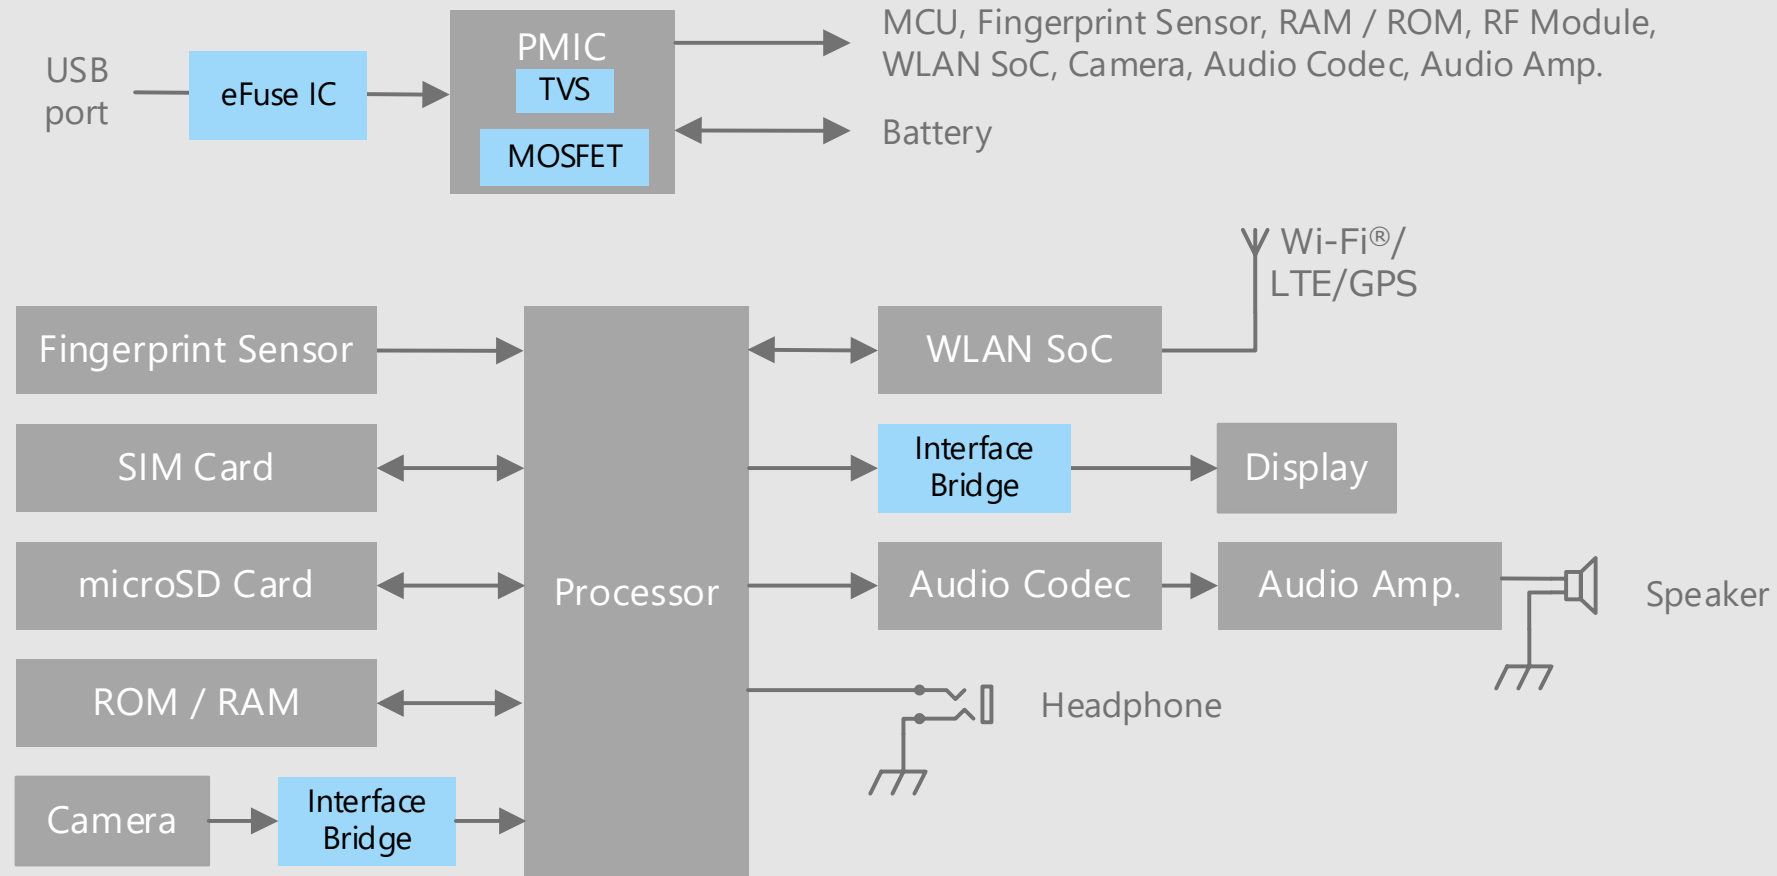 USB
port
eFuse IC
PMIC
TVS
MOSFET
MCU, Fingerprint Sensor, RAM / ROM, RF Module,
WLAN SoC, Camera, Audio Codec, Audio Amp.
Battery
Wi-Fi®/
LTE/GPS
Fingerprint Sensor
SIM Card
microSD Card
ROM / RAM
Camera
Interface
Bridge
Processor
WLAN SoC
Interface
Bridge
Display
Audio Codec
Audio Amp.
Speaker
Headphone